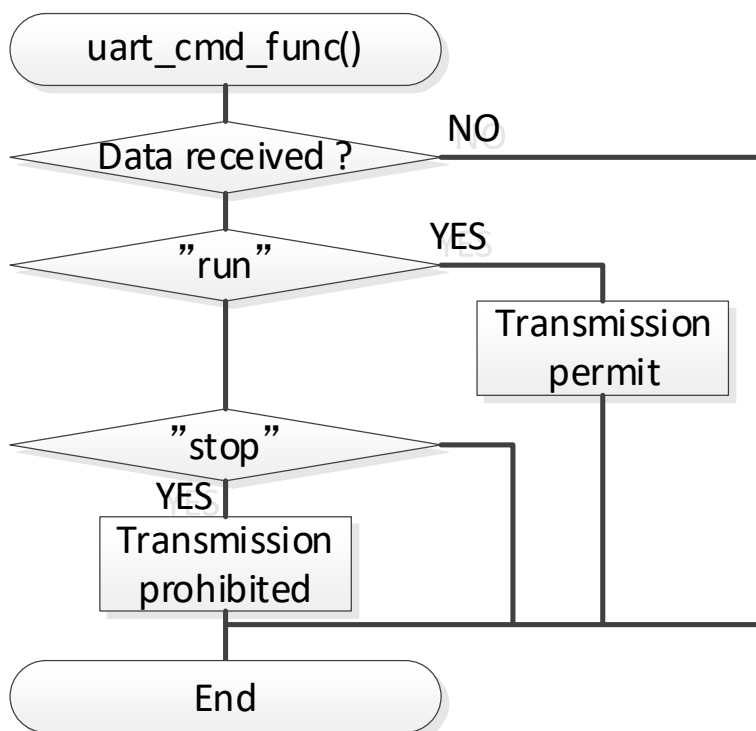 uart_cmd_func()
NO
Data received ?
YES
”run”
Transmission
permit
”stop”
YES
Transmission
prohibited
End